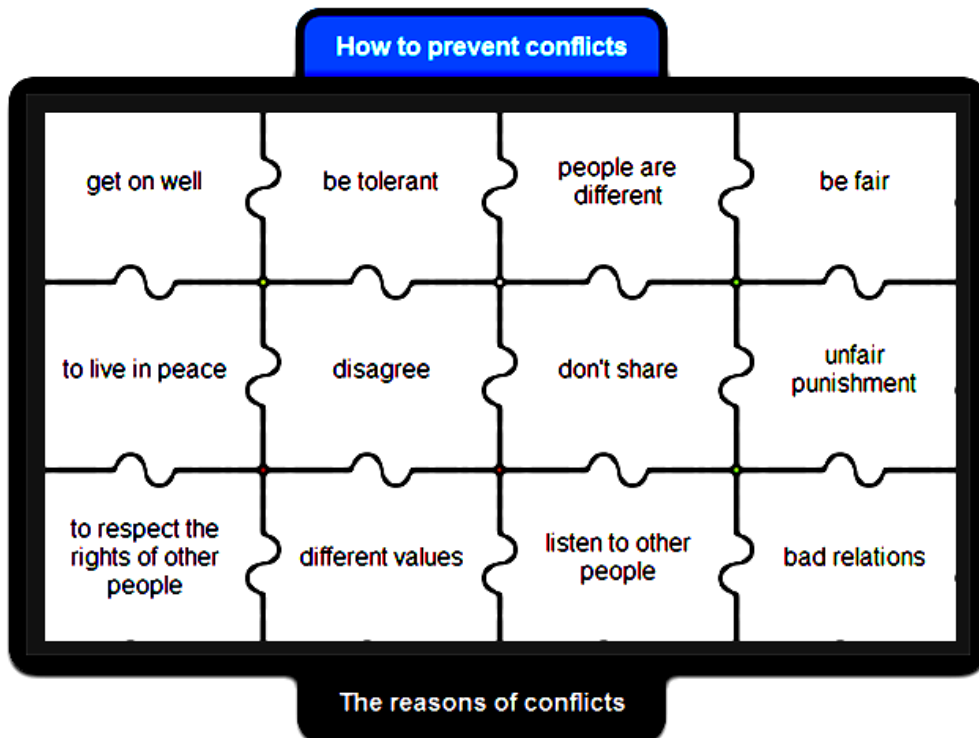 How to prevent conflicts
get on well
be tolerant
people are
different
be fair
to live in peace
disagree
don't share
unfair
punishment
to respect the
rights of other
people
different values
listen to other
people
bad relations
The reasons of conflicts